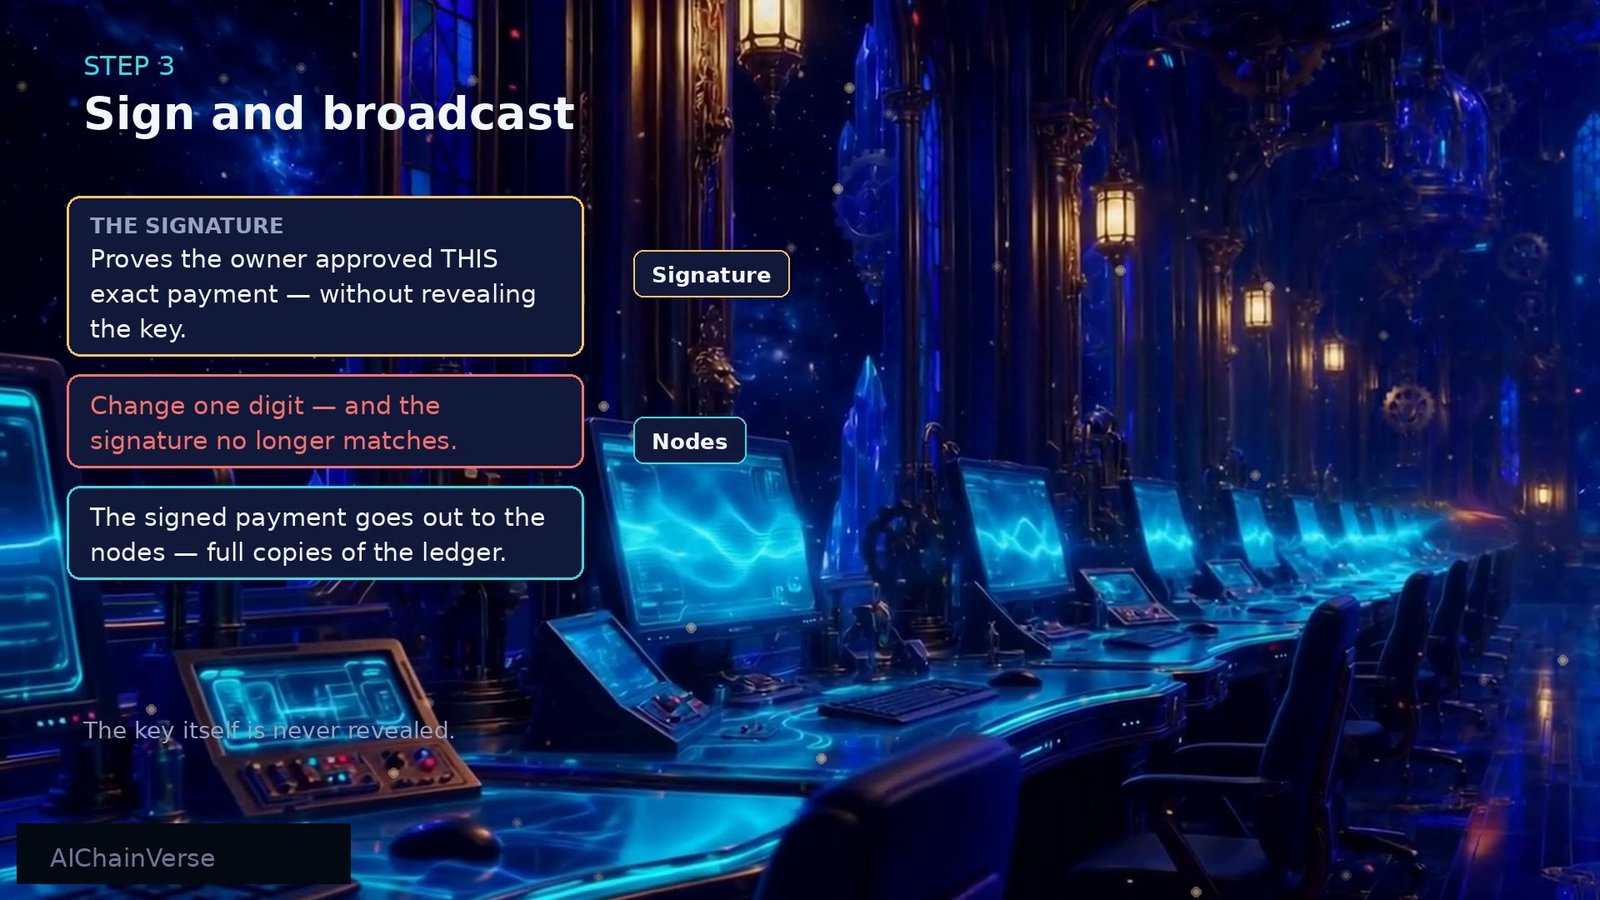 STEP 3
Sign and broadcast
THE SIGNATURE
Proves the owner approved THIS
exact payment — without revealing
the key.
Change one digit — and the
signature no longer matches.
The signed payment goes out to the
nodes — full copies of the ledger.
Signature
Nodes
The key itself is never revealed.
AIChainVerse